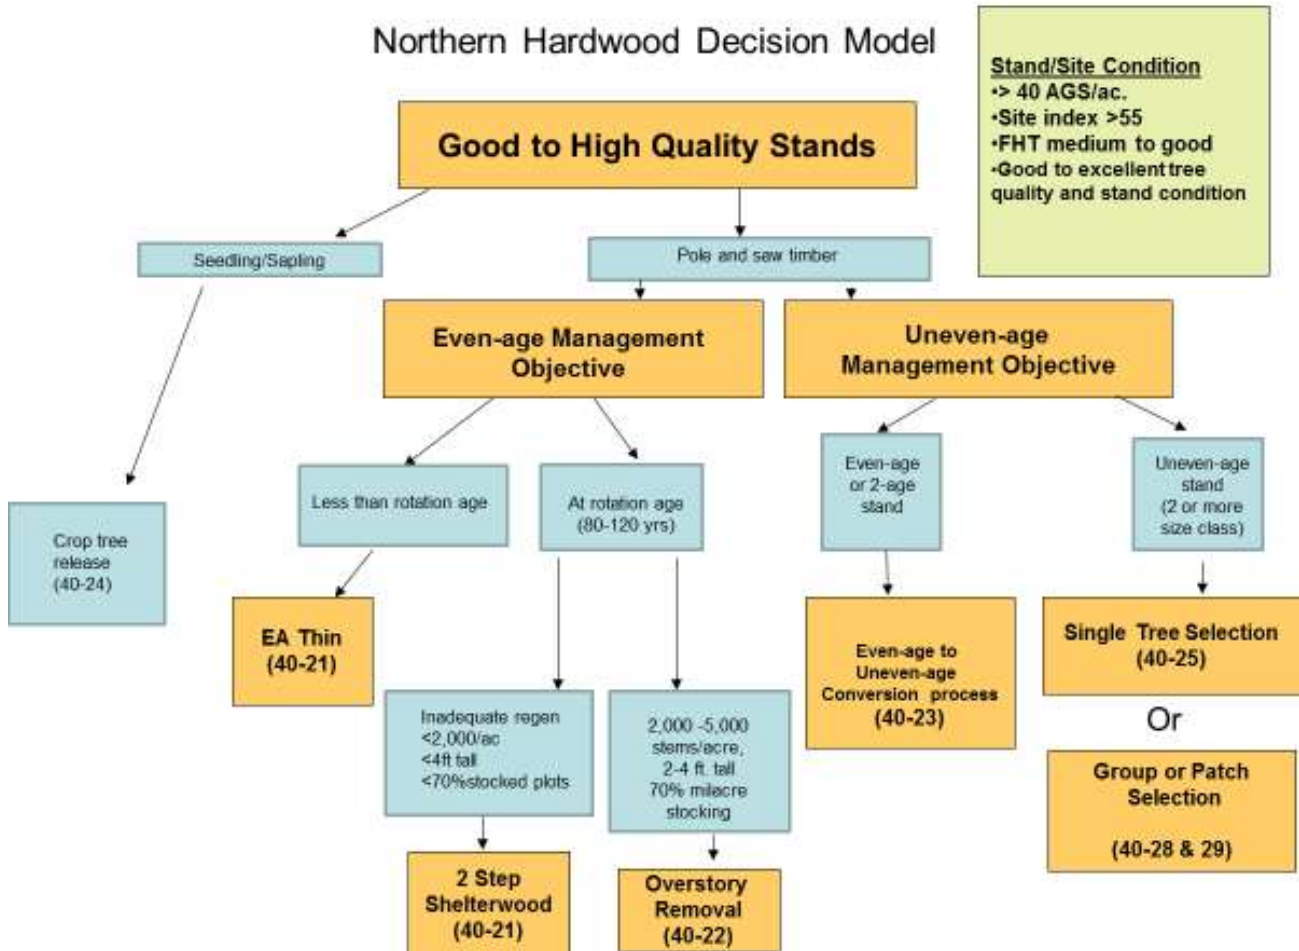 Northern Hardwood Decision Model
Stand/Site Condition
•> 40 AGS/ac.
•Site index >55
•FHT medium to good
•Good to excellent tree
quality and stand condition
Good to High Quality Stands
Seedling/Sapling
Pole and saw timber
Even-age Management
Objective
Uneven-age
Management Objective
Less than rotation age
At rotation age
(80-120 yrs)
Even-age
or 2-age
stand
Uneven-age
stand
(2 or more
size class)
Crop tree
release
(40-24)
EA Thin
(40-21)
Inadequate regen
<2,000/ac
<4ft tall
<70%stocked plots
2,000 -5,000
stems/acre,
2-4 ft. tall
70% milacre
stocking
Even-age to
Uneven-age
Conversion process
(40-23)
Single Tree Selection
(40-25)
Or
Group or Patch
Selection
(40-28 & 29)
2 Step
Shelterwood
(40-21)
Overstory
Removal
(40-22)